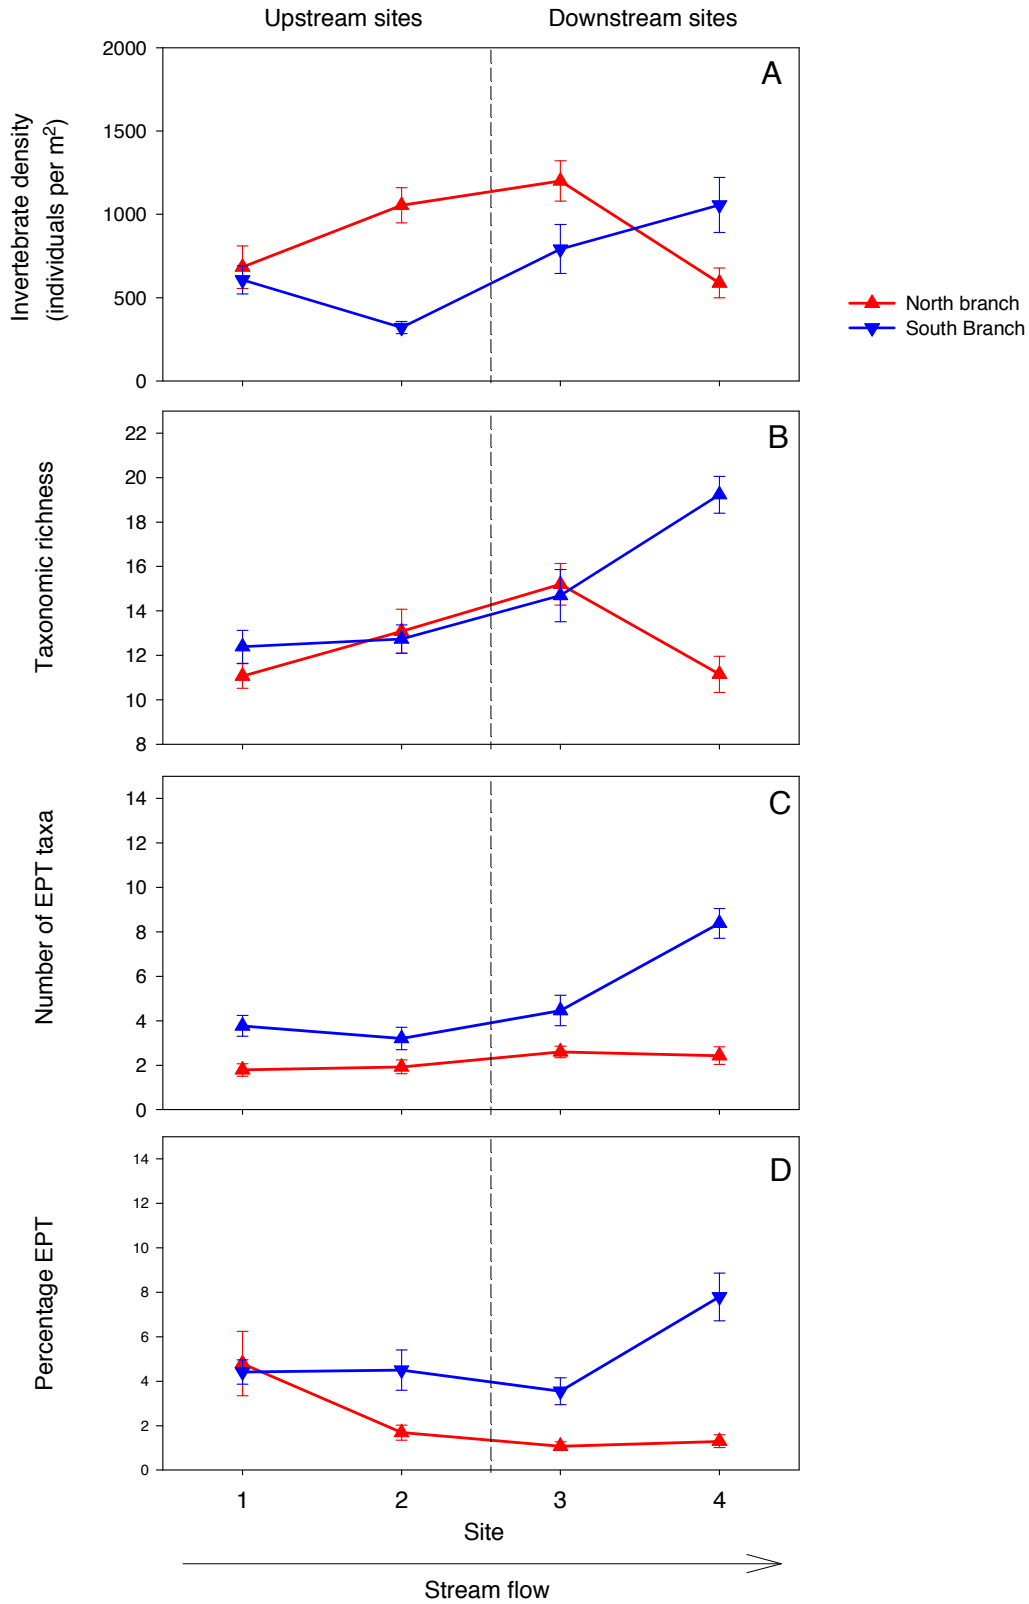 Upstream sites Downstream sites
A
Invertebrate density
(individuals per m²)
2000
1500
1000
500
0
North branch
South Branch
B
Taxonomic richness
22
20
18
16
14
12
10
8
C
Number of EPT taxa
14
12
10
8
6
4
2
0
D
Percentage EPT
14
12
10
8
6
4
2
0
1 2 3 4
Site
Stream flow